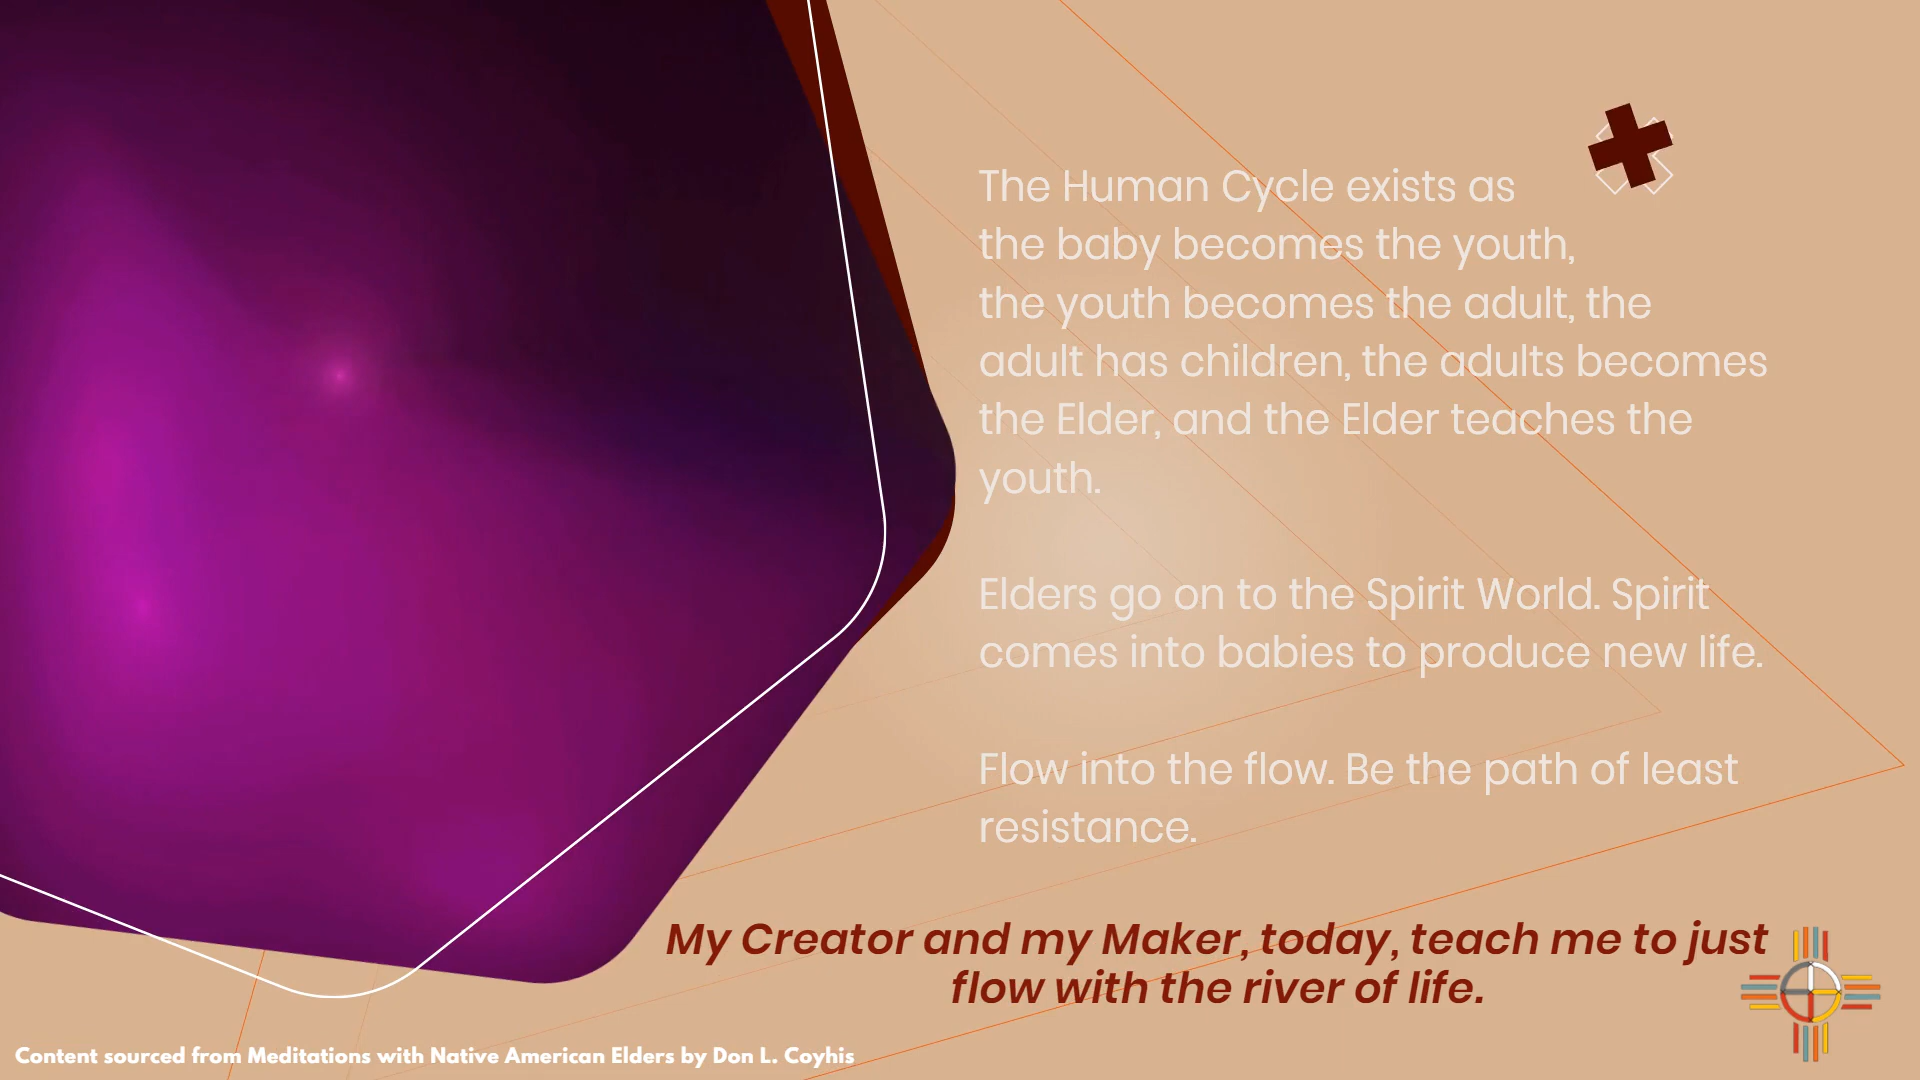 The Human Cycle exists as
the baby becomes the youth,
the youth becomes the adult, the
adult has children, the adults becomes
the Elder, and the Elder teaches the
youth.
Elders go on to the Spirit World. Spirit
comes into babies to produce new life.
Flow into the flow. Be the path of least
resistance.
My Creator and my Maker, today, teach me to just
flow with the river of life.
Content sourced from Meditations with Native American Elders by Don L. Coyhis